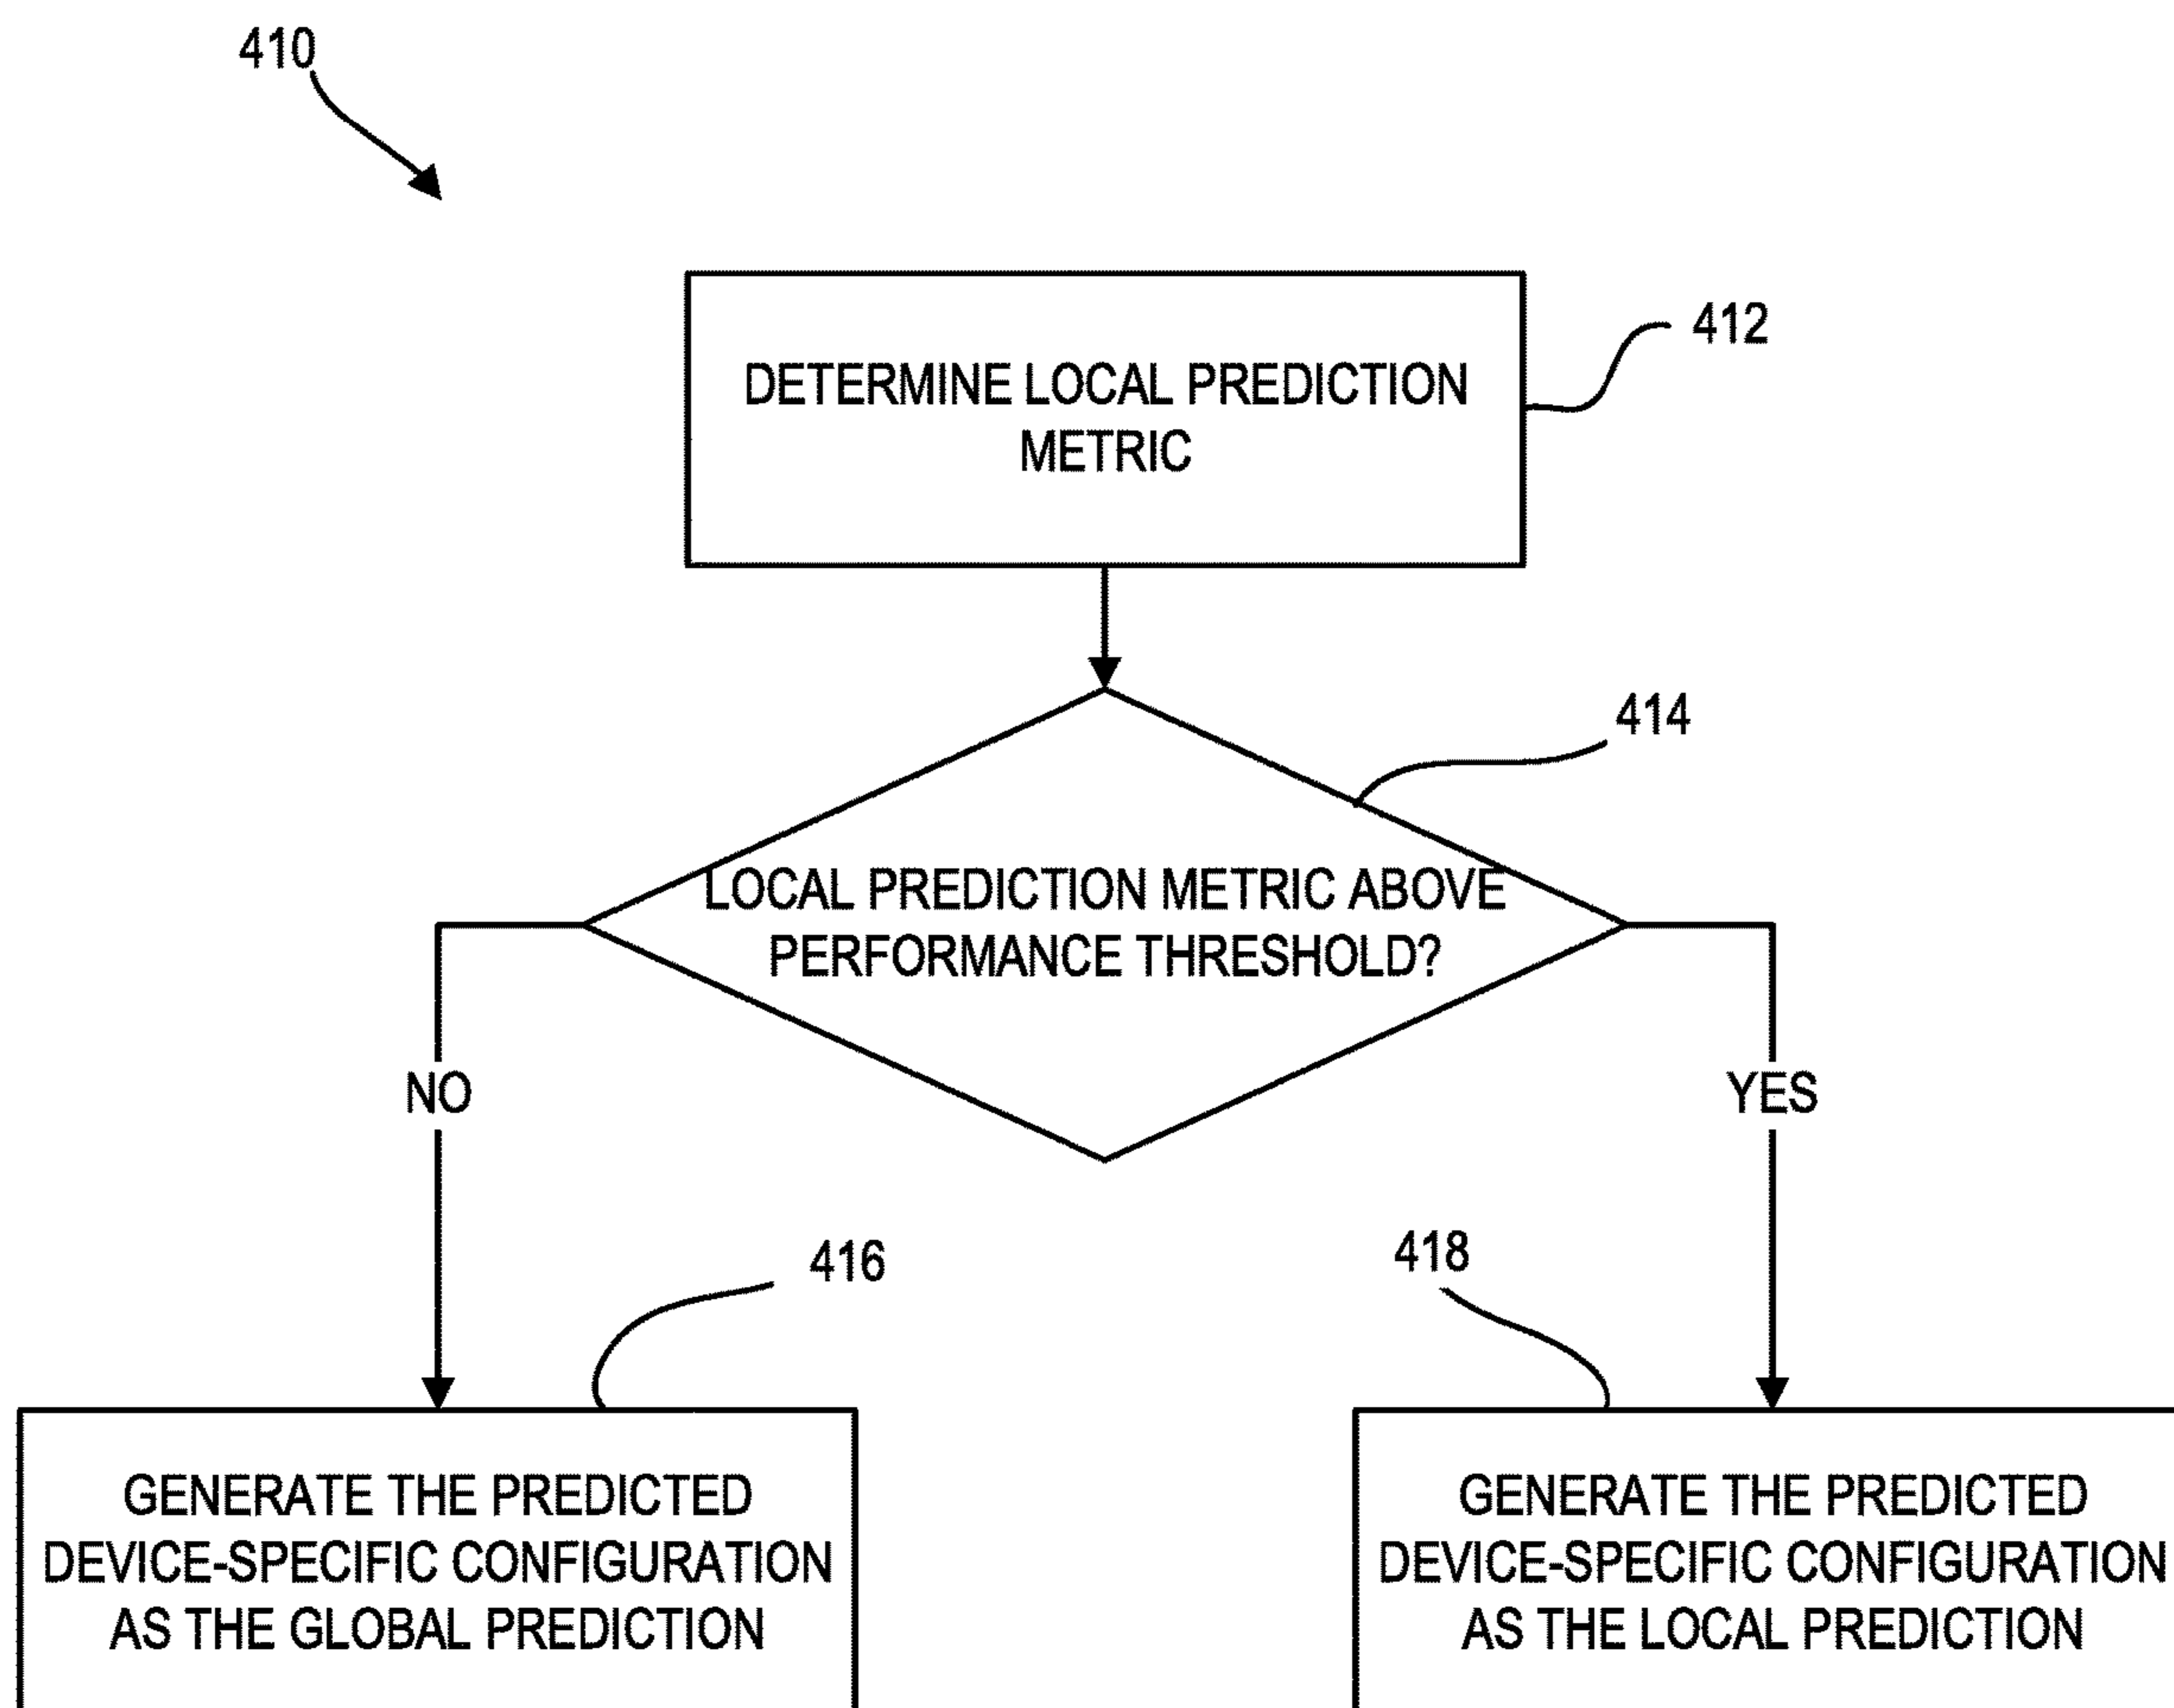 410
412
DETERMINE LOCAL PREDICTION
METRIC
414
LOCAL PREDICTION METRIC ABOVE
PERFORMANCE THRESHOLD?
NO
YES
416
418
GENERATE THE PREDICTED
DEVICE-SPECIFIC CONFIGURATION
AS THE GLOBAL PREDICTION
GENERATE THE PREDICTED
DEVICE-SPECIFIC CONFIGURATION
AS THE LOCAL PREDICTION